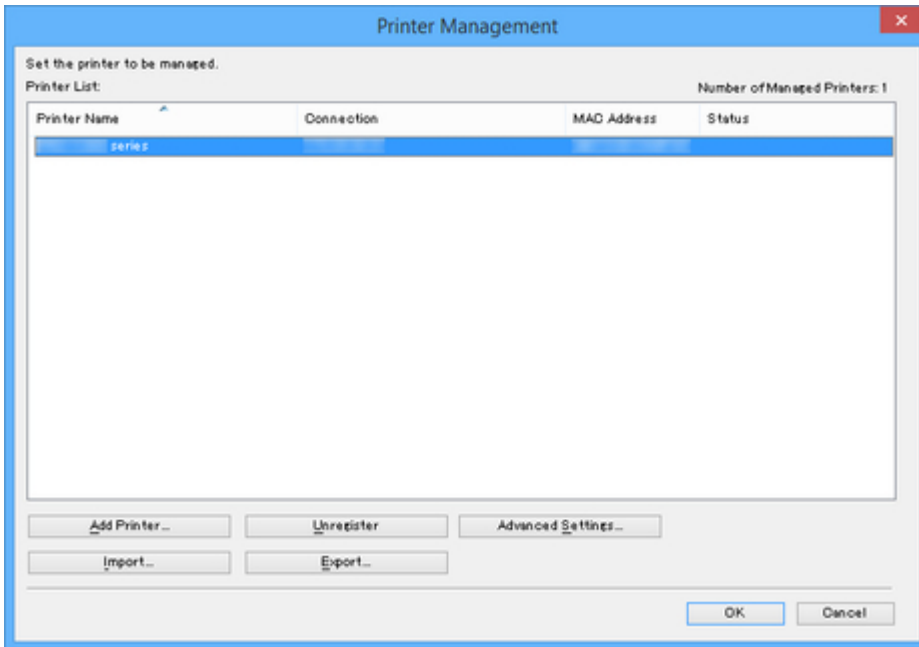 Printer Management
Set the printer to be managed.
Printer List: Number of Managed Printers: 1
Printer Name Connection MAC Address Status
series
Add Printer... Unregister Advanced Settings...
Import... Export...
OK Cancel